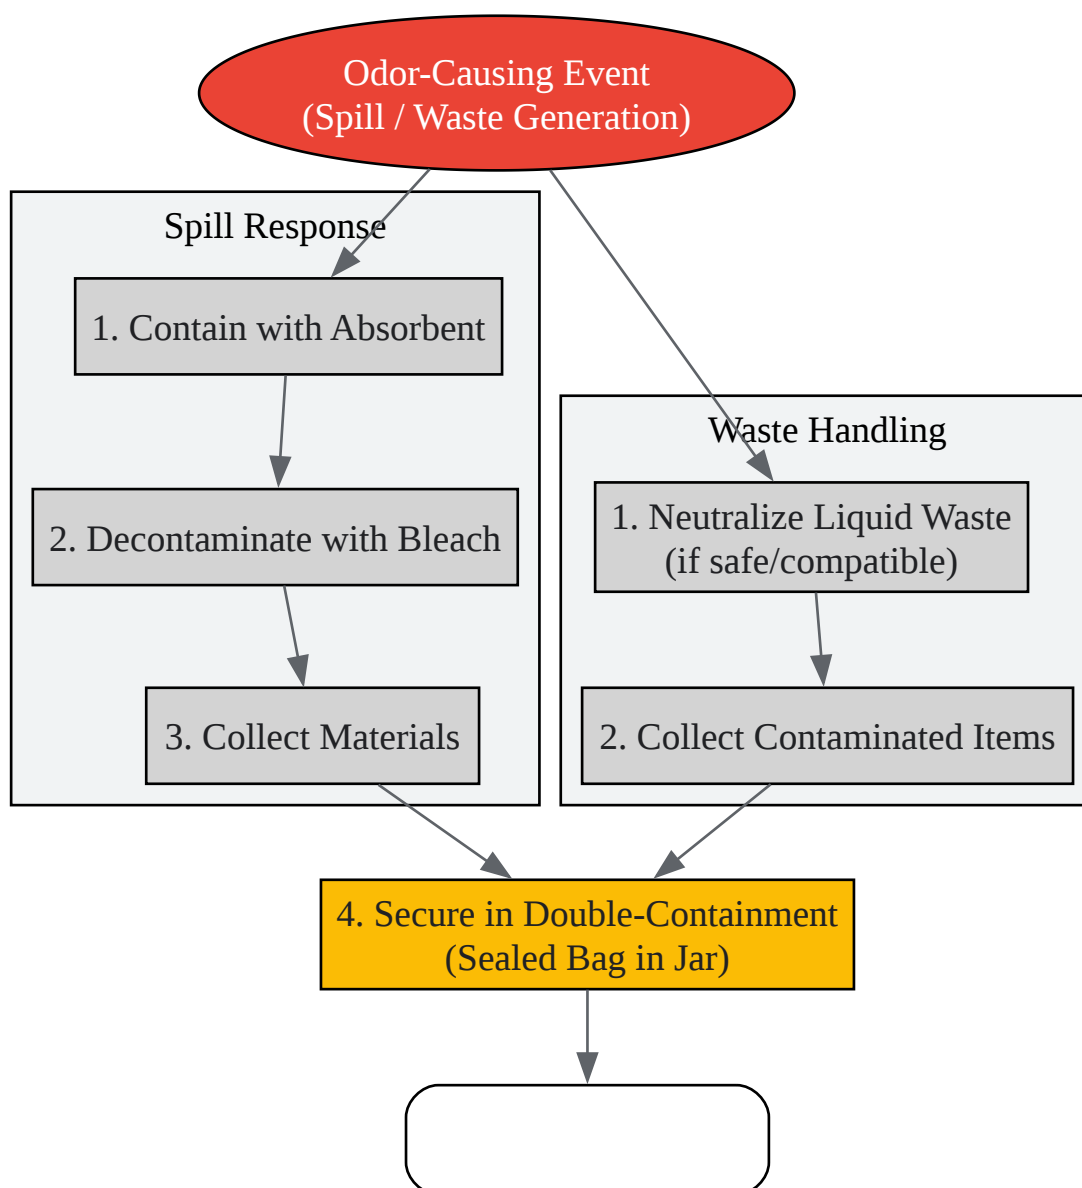 Odor-Causing Event
(Spill / Waste Generation)
Spill Response
1. Contain with Absorbent
2. Decontaminate with Bleach
3. Collect Materials
Waste Handling
1. Neutralize Liquid Waste
(if safe/compatible)
2. Collect Contaminated Items
4. Secure in Double-Containment
(Sealed Bag in Jar)